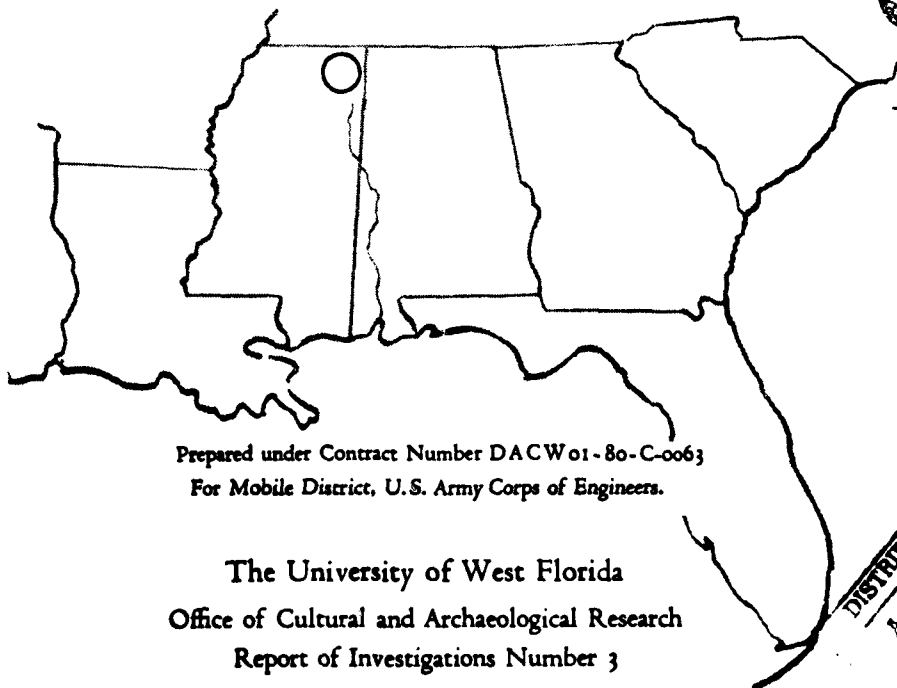 Prepared under Contract Number DACW01-80-C-0063
For Mobile District, U.S. Army Corps of Engineers.
The University of West Florida
Office of Cultural and Archaeological Research
Report of Investigations Number 3